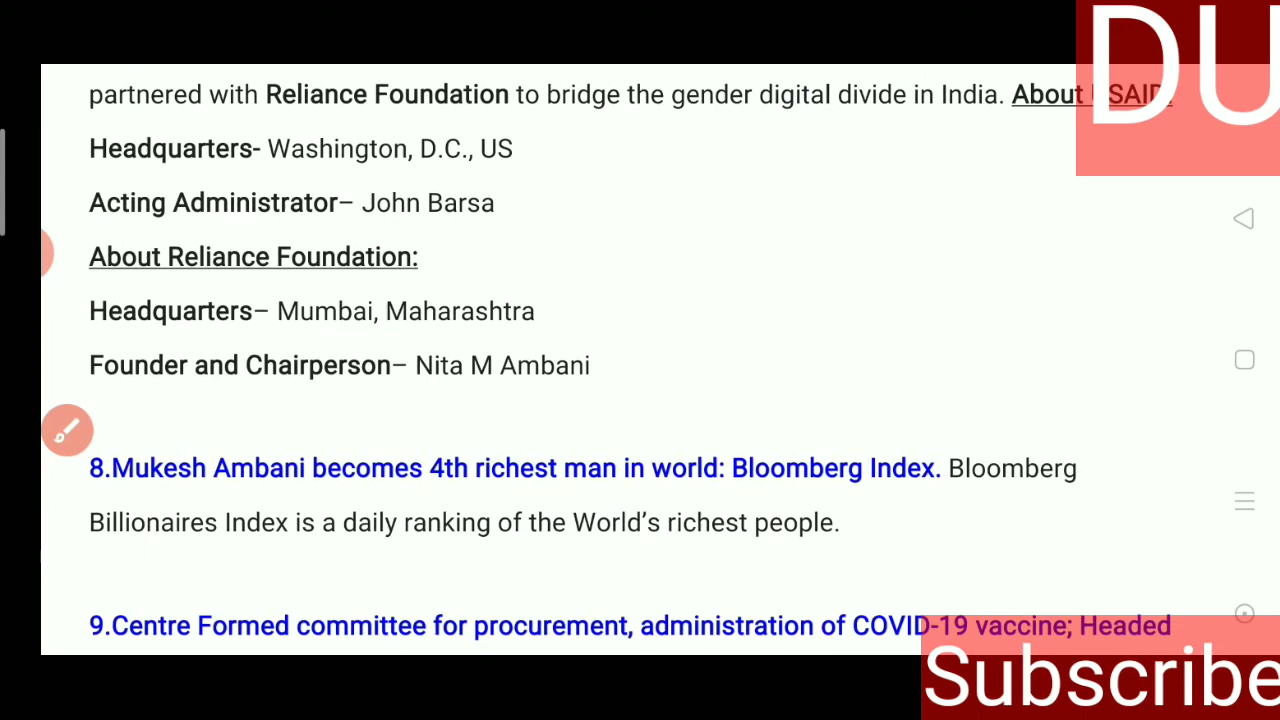 DU
partnered with Reliance Foundation to bridge the gender digital divide in India. About USAID:
Headquarters- Washington, D.C., US
Acting Administrator– John Barsa
About Reliance Foundation:
Headquarters– Mumbai, Maharashtra
Founder and Chairperson– Nita M Ambani
8.Mukesh Ambani becomes 4th richest man in world: Bloomberg Index. Bloomberg
Billionaires Index is a daily ranking of the World’s richest people.
9.Centre Formed committee for procurement, administration of COVID-19 vaccine; Headed
Subscribe